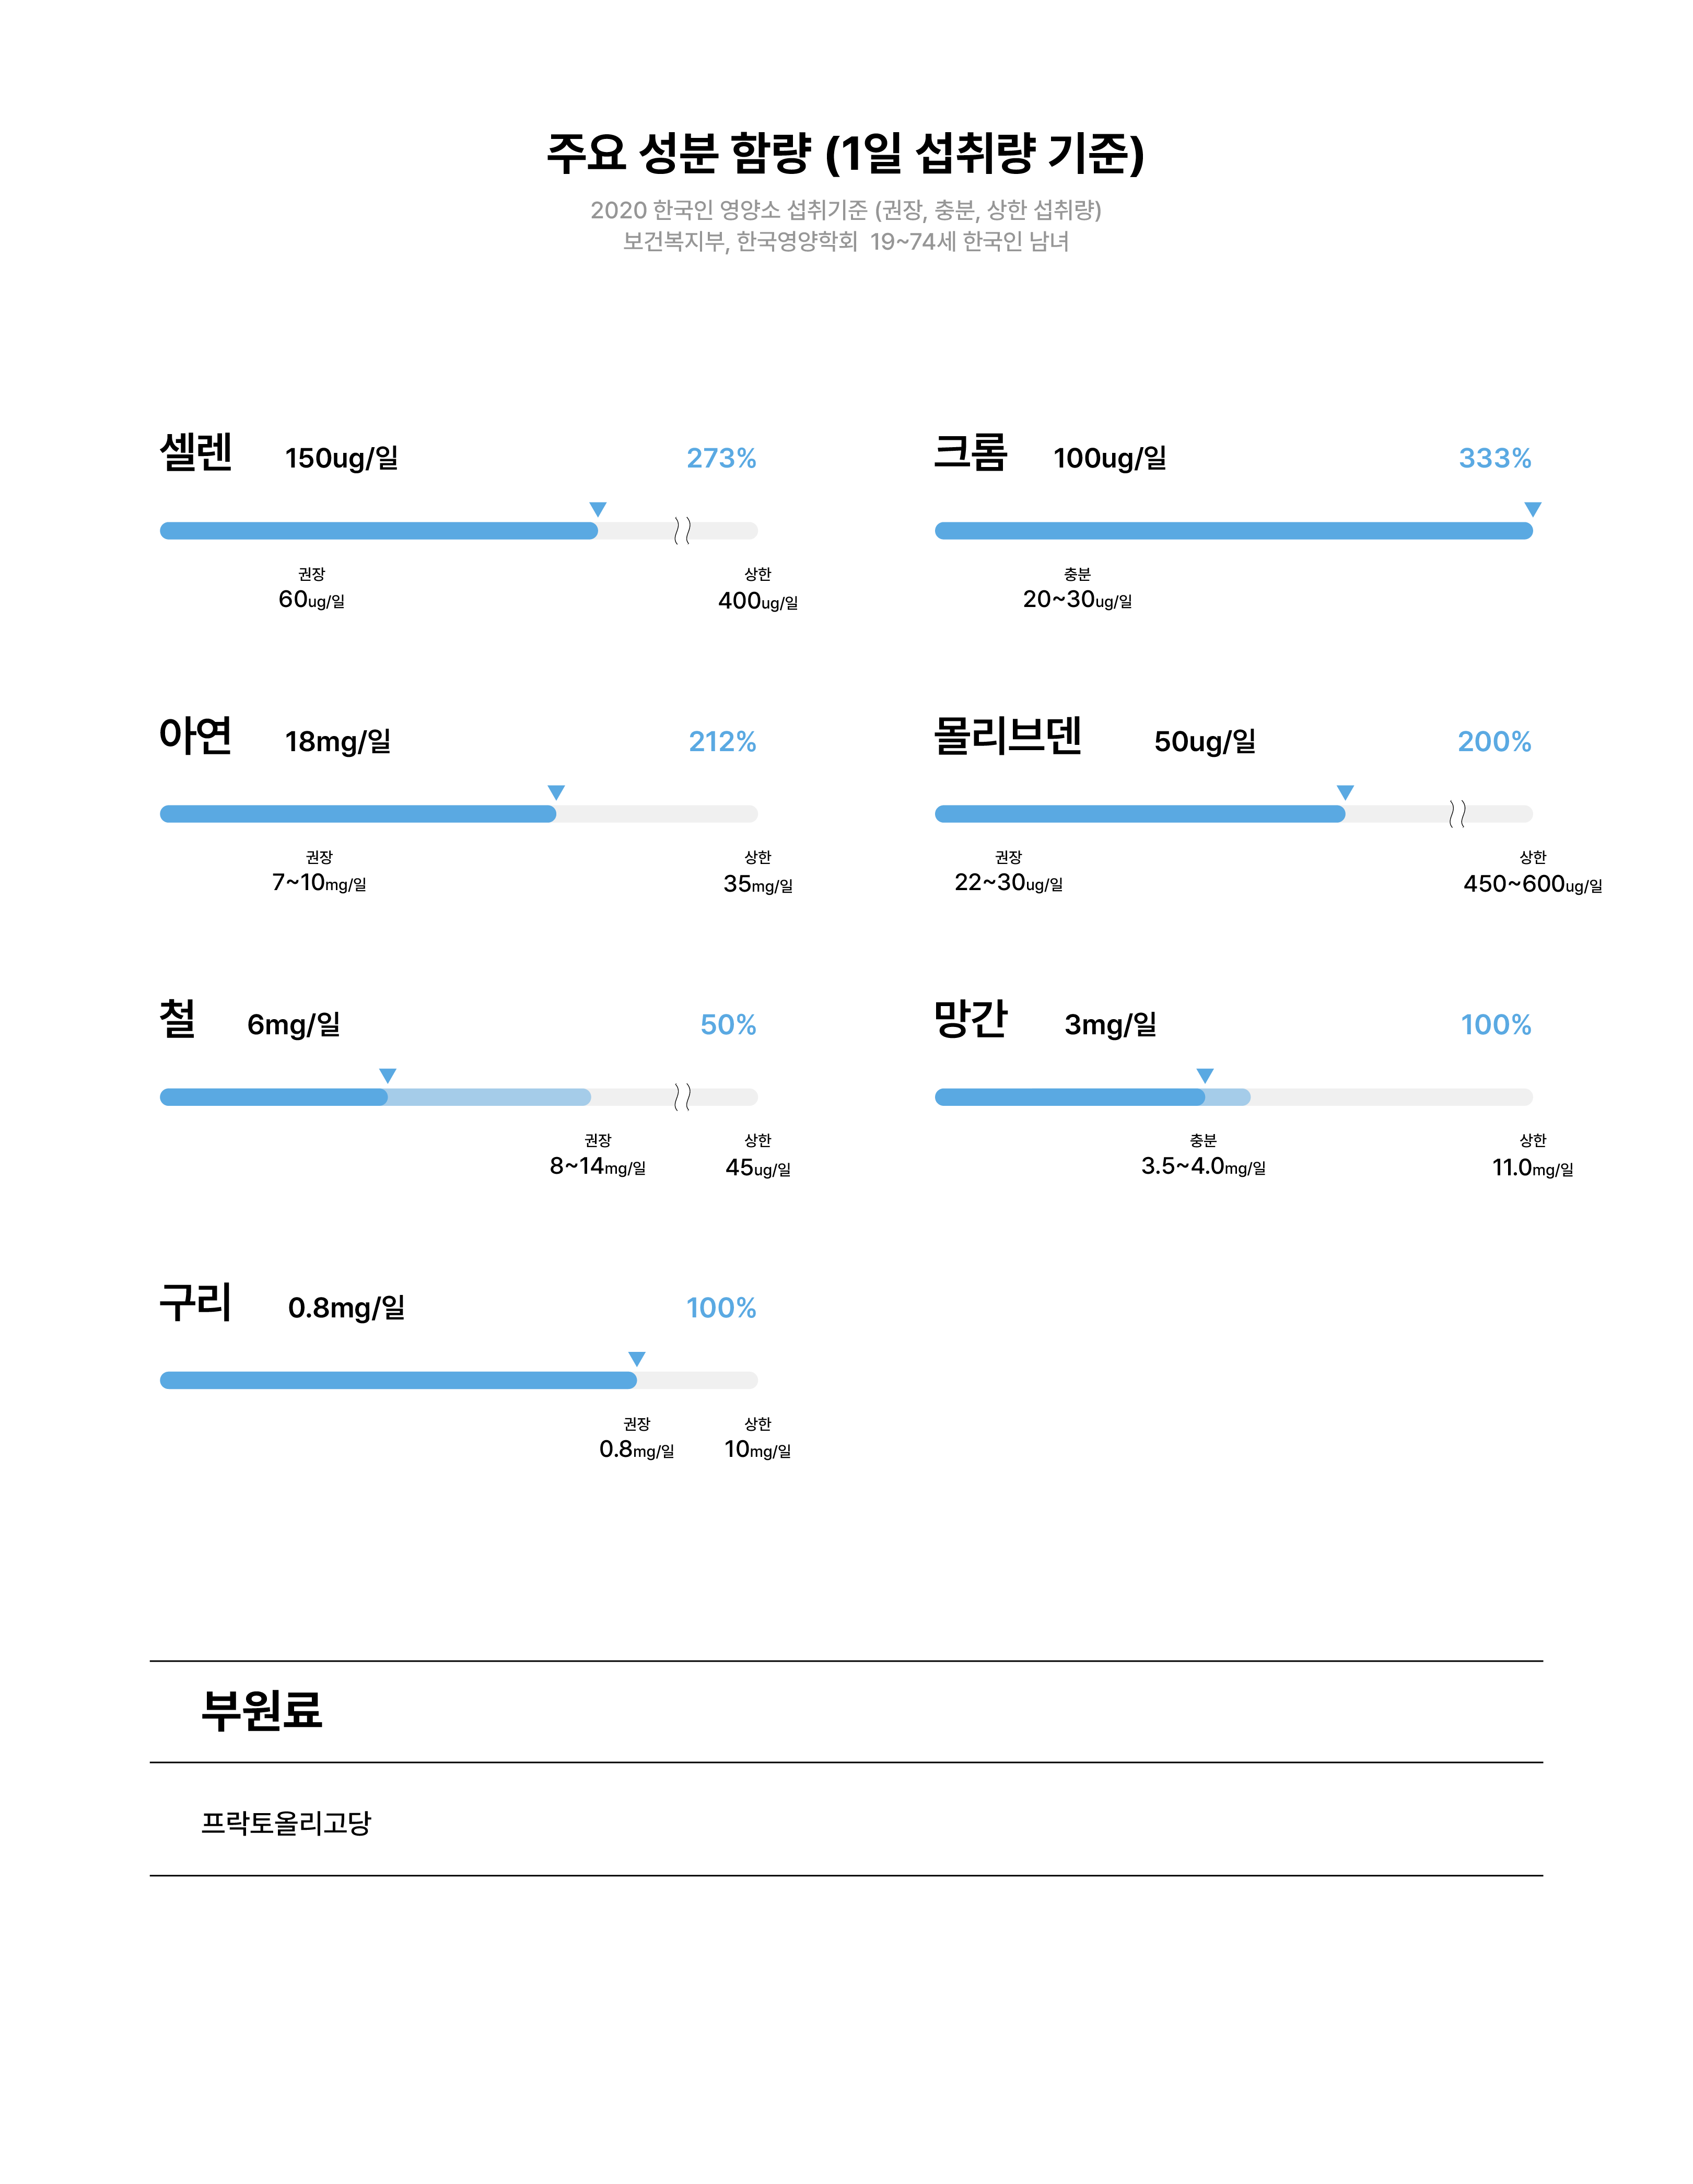 주요 성분 함량 (1일 섭취량 기준)
2020 한국인 영양소 섭취기준 (권장, 충분, 상한 섭취량)
보건복지부, 한국영양학회 19~74세 한국인 남녀
셀렌 150ug/일 273%
권장 상한
60ug/일 400ug/일
크롬 100ug/일 333%
충분
20~30ug/일
아연 18mg/일 212%
권장 상한
7~10mg/일 35mg/일
몰리브덴 50ug/일 200%
권장 상한
22~30ug/일 450~600ug/일
철 6mg/일 50%
권장 상한
8~14mg/일 45ug/일
망간 3mg/일 100%
충분 상한
3.5~4.0mg/일 11.0mg/일
구리 0.8mg/일 100%
권장 상한
0.8mg/일 10mg/일
부원료
프락토올리고당